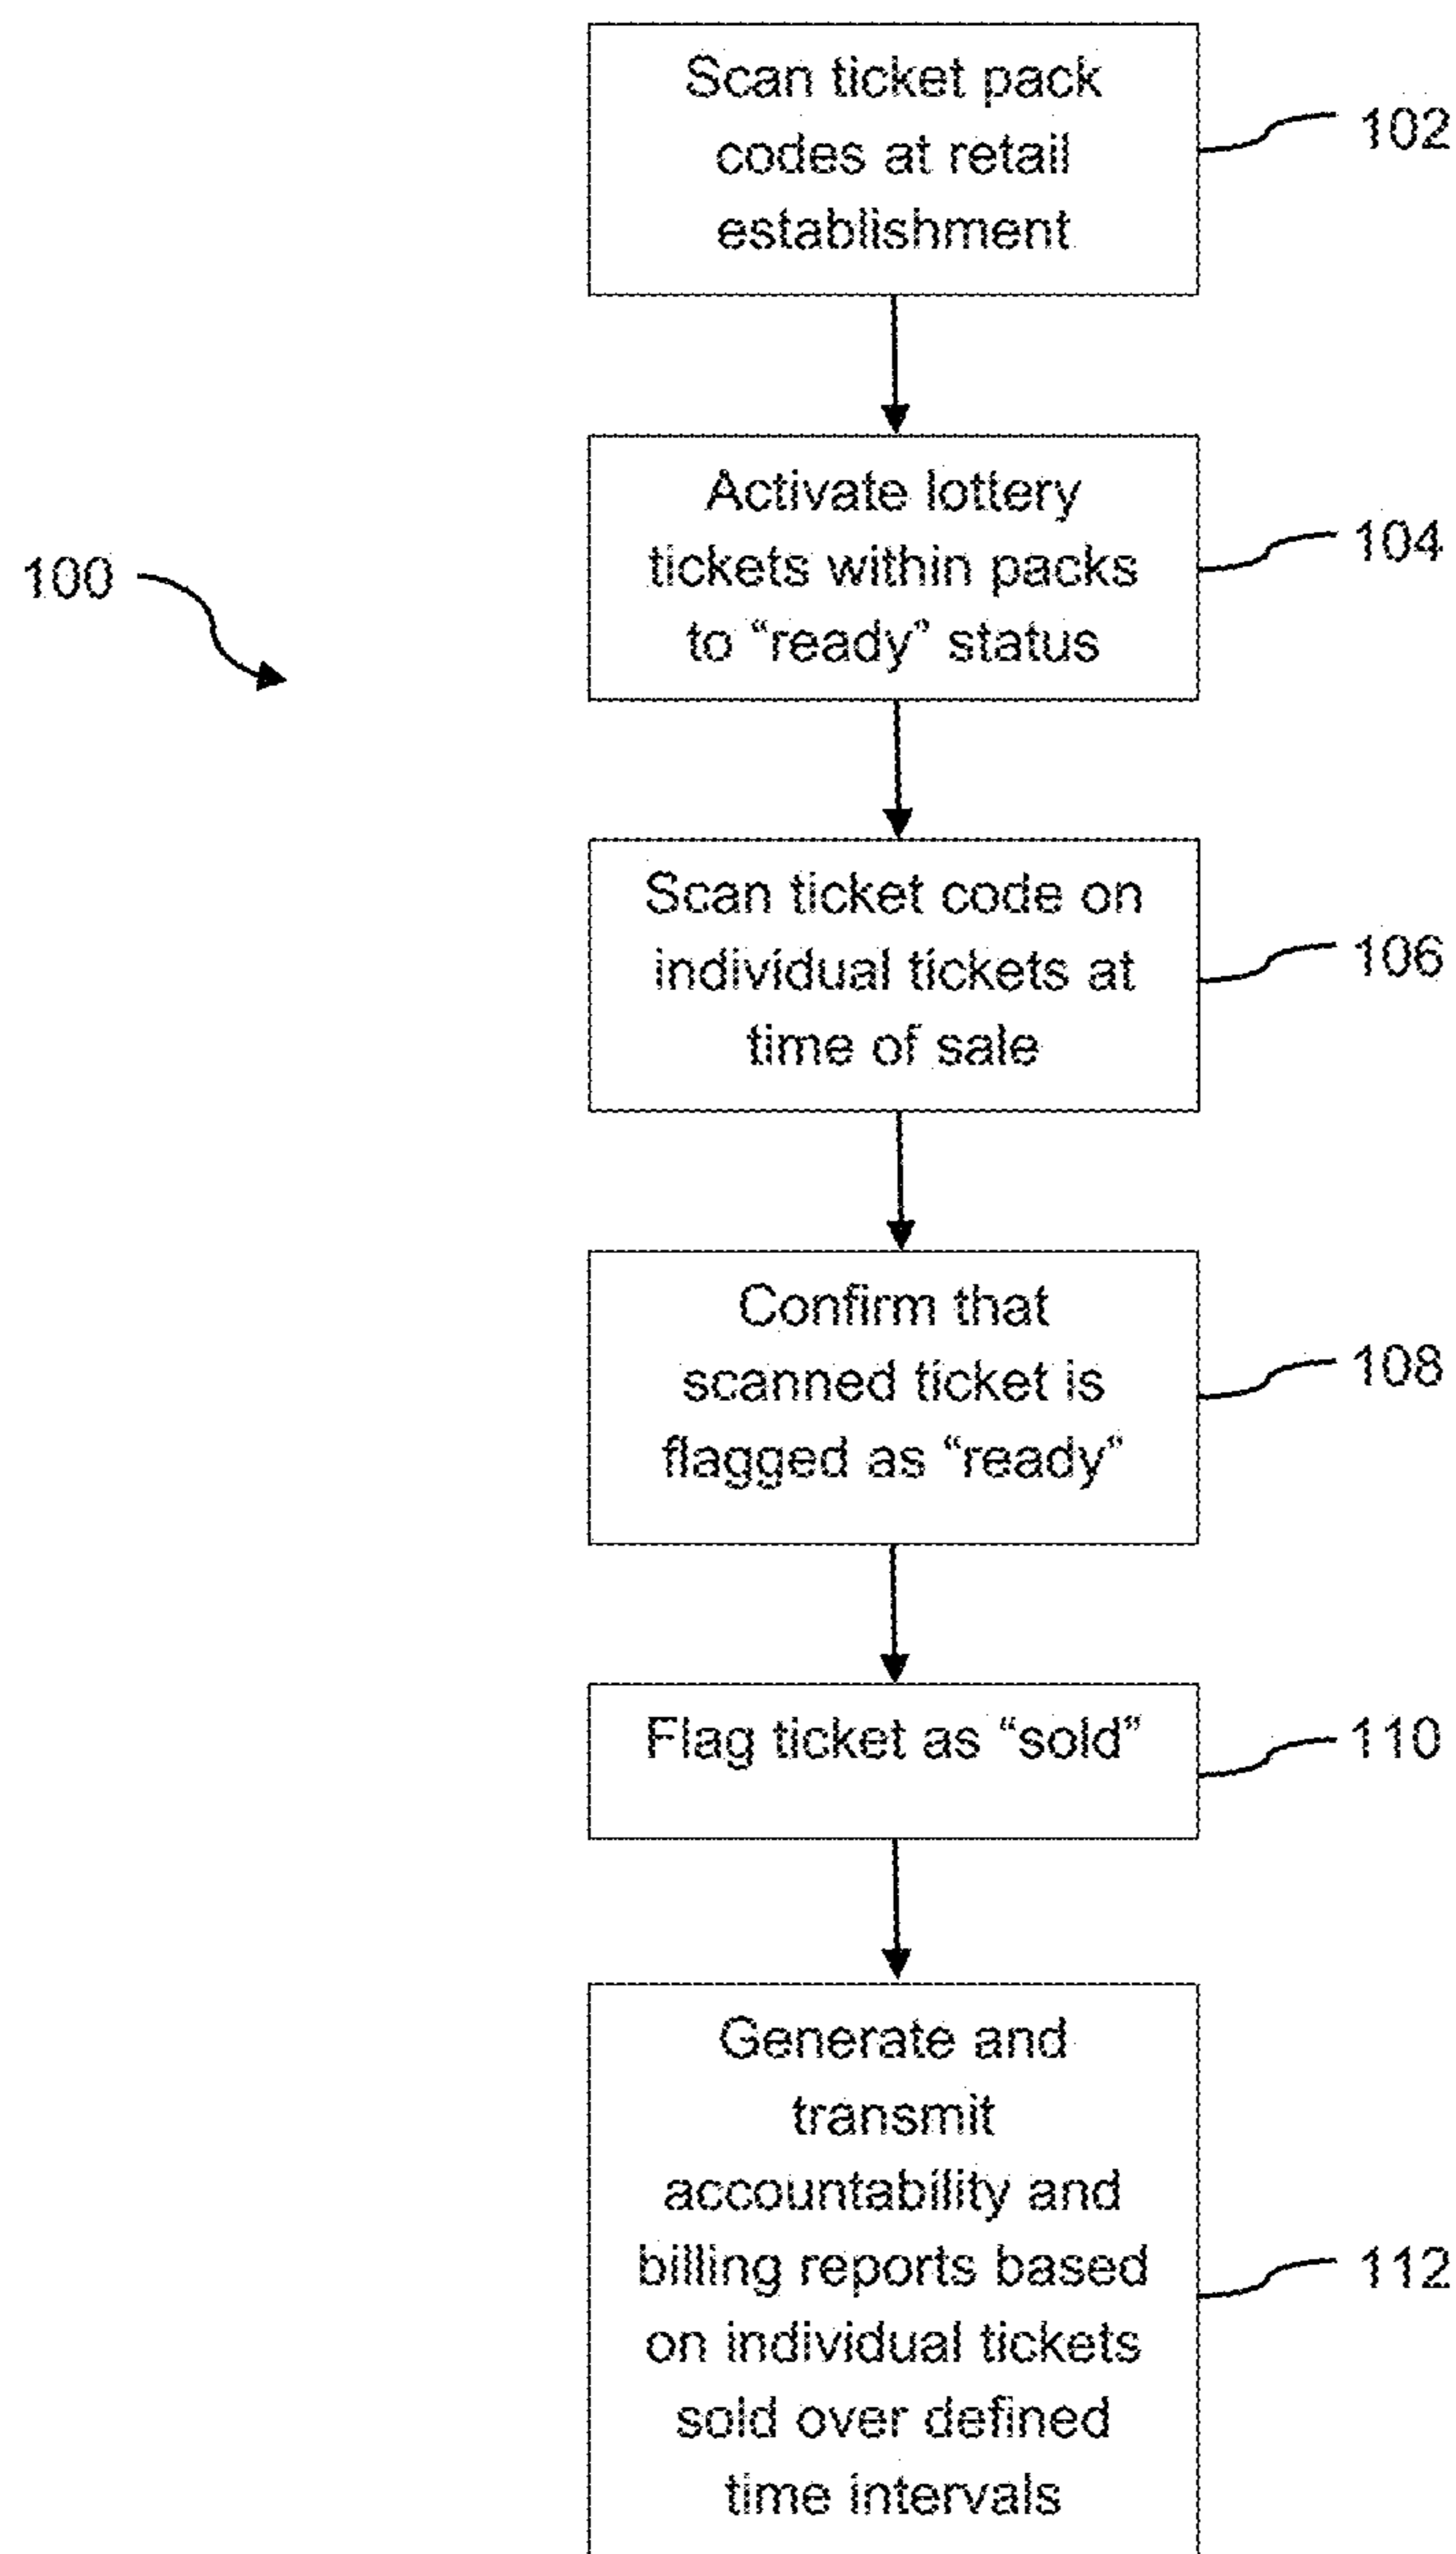 Scan ticket pack
codes at retail
establishment
102
Activate lottery
tickets within packs
to “ready” status
104
100
Scan ticket code on
individual tickets at
time of sale
106
Confirm that
scanned ticket is
flagged as “ready”
108
Flag ticket as “sold”
110
Generate and
transmit
accountability and
billing reports based
on individual tickets
sold over defined
time intervals
112